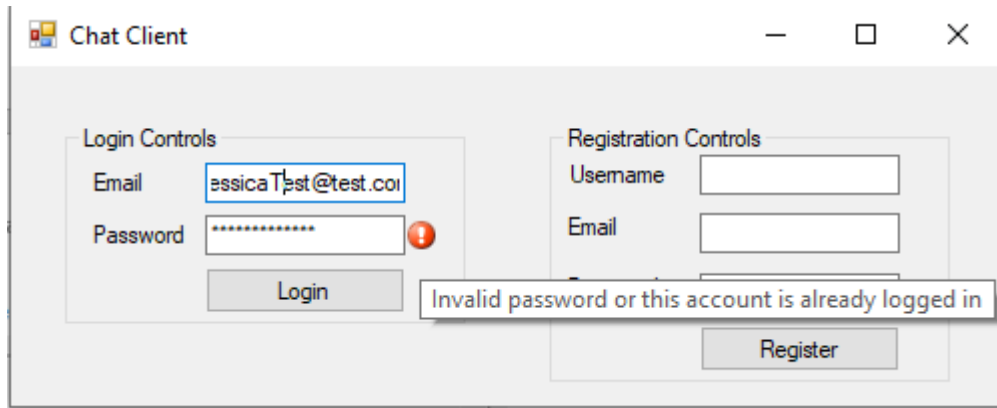 Chat Client
Login Controls
Email
essicaTest@test.co
Password
*************
Login
Registration Controls
Username
Email
Invalid password or this account is already logged in
Register